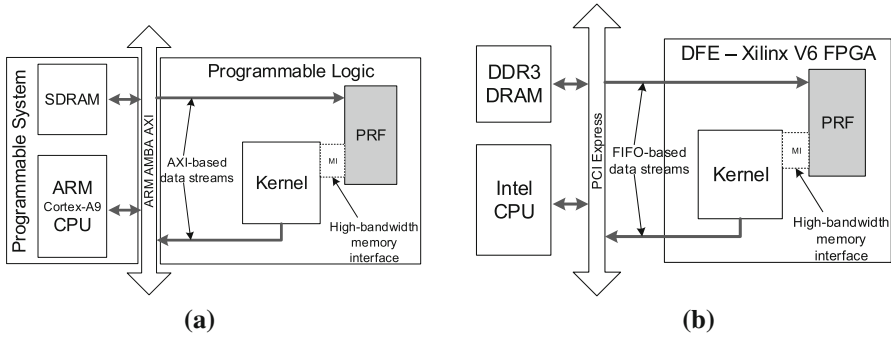 Programmable System
SDRAM
ARM
Cortex-A9
CPU
ARM AMBA AXI
Programmable Logic
PRF
AXI-based
data streams
MI
Kernel
High-bandwidth
memory
interface
(a)
DDR3
DRAM
Intel
CPU
PCI Express
DFE – Xilinx V6 FPGA
PRF
FIFO-based
data streams
MI
Kernel
High-bandwidth
memory
interface
(b)